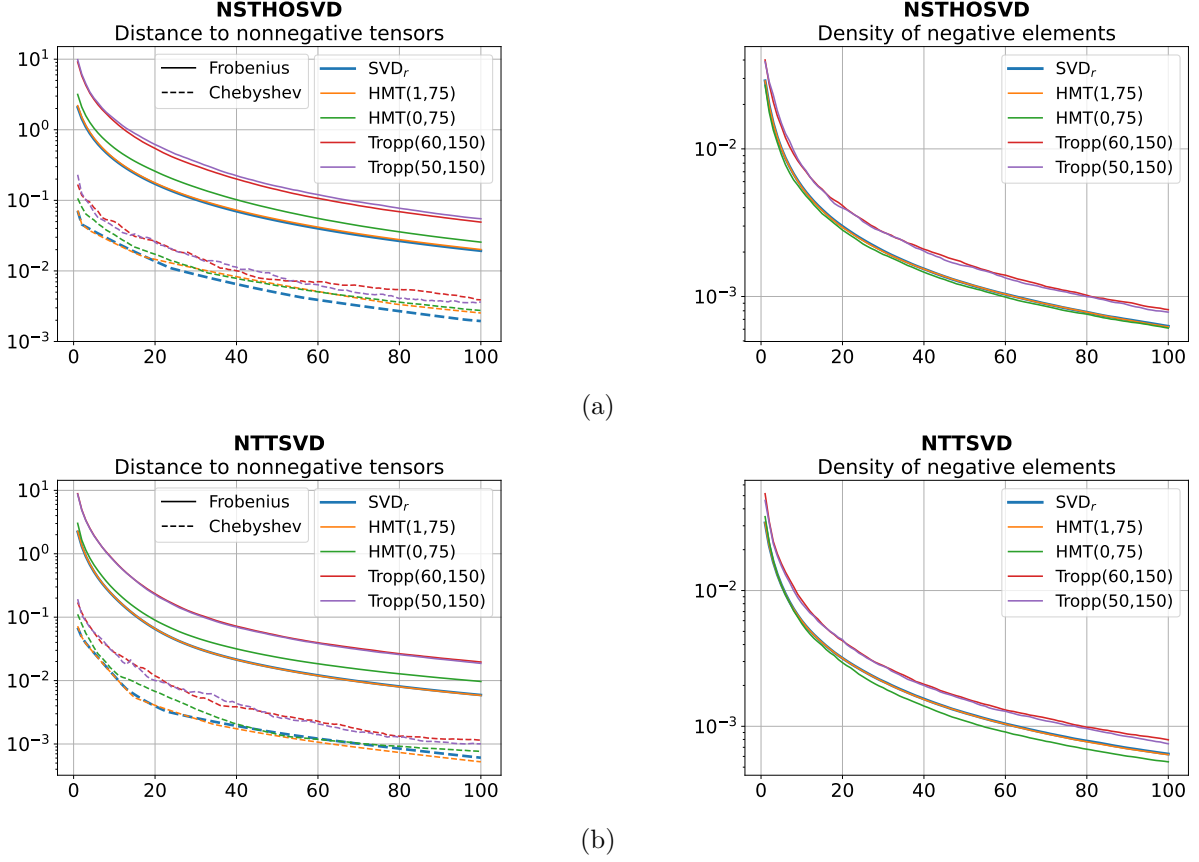 NSTHOSVD
Distance to nonnegative tensors
10^1
10^0
10^-1
10^-2
10^-3
0 20 40 60 80 100
Frobenius
Chebyshev
SVD_r
HMT(1,75)
HMT(0,75)
Tropp(60,150)
Tropp(50,150)
NSTHOSVD
Density of negative elements
10^-2
10^-3
0 20 40 60 80 100
SVD_r
HMT(1,75)
HMT(0,75)
Tropp(60,150)
Tropp(50,150)
(a)
NTTSVD
Distance to nonnegative tensors
10^1
10^0
10^-1
10^-2
10^-3
0 20 40 60 80 100
Frobenius
Chebyshev
SVD_r
HMT(1,75)
HMT(0,75)
Tropp(60,150)
Tropp(50,150)
NTTSVD
Density of negative elements
10^-2
10^-3
0 20 40 60 80 100
SVD_r
HMT(1,75)
HMT(0,75)
Tropp(60,150)
Tropp(50,150)
(b)